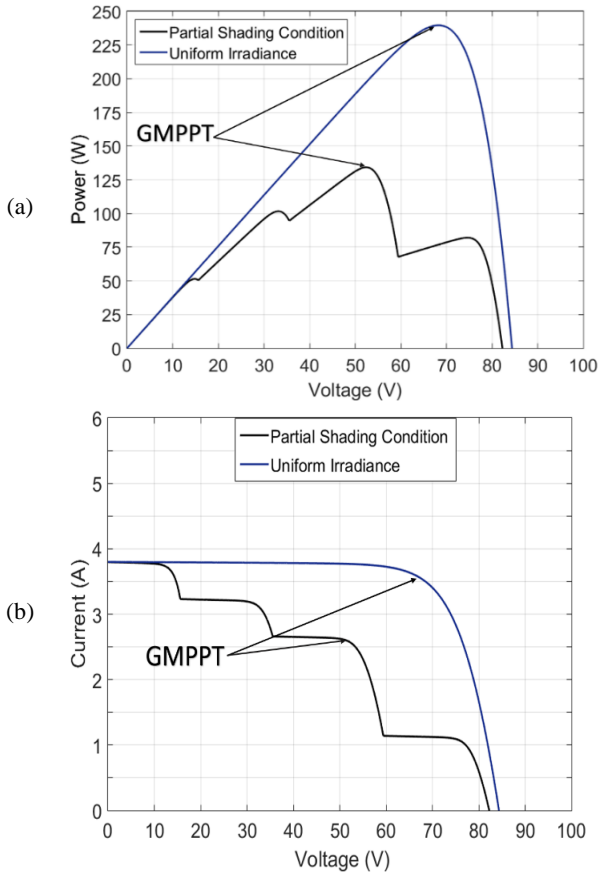 (a)
Power (W)
250
225
200
175
150
125
100
75
50
25
0
Partial Shading Condition
Uniform Irradiance
GMPPT
0 10 20 30 40 50 60 70 80 90 100
Voltage (V)
(b)
Current (A)
6
5
4
3
2
1
0
Partial Shading Condition
Uniform Irradiance
GMPPT
0 10 20 30 40 50 60 70 80 90 100
Voltage (V)